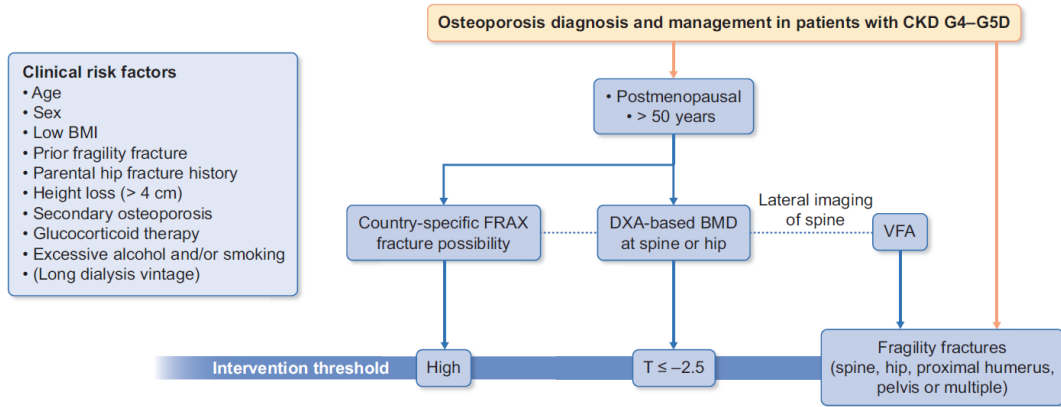 Osteoporosis diagnosis and management in patients with CKD G4–G5D
Clinical risk factors
• Age
• Sex
• Low BMI
• Prior fragility fracture
• Parental hip fracture history
• Height loss (> 4 cm)
• Secondary osteoporosis
• Glucocorticoid therapy
• Excessive alcohol and/or smoking
• (Long dialysis vintage)
• Postmenopausal
• > 50 years
Country-specific FRAX
fracture possibility
DXA-based BMD
at spine or hip
Lateral imaging
of spine
VFA
Intervention threshold
High
T ≤ –2.5
Fragility fractures
(spine, hip, proximal humerus,
pelvis or multiple)